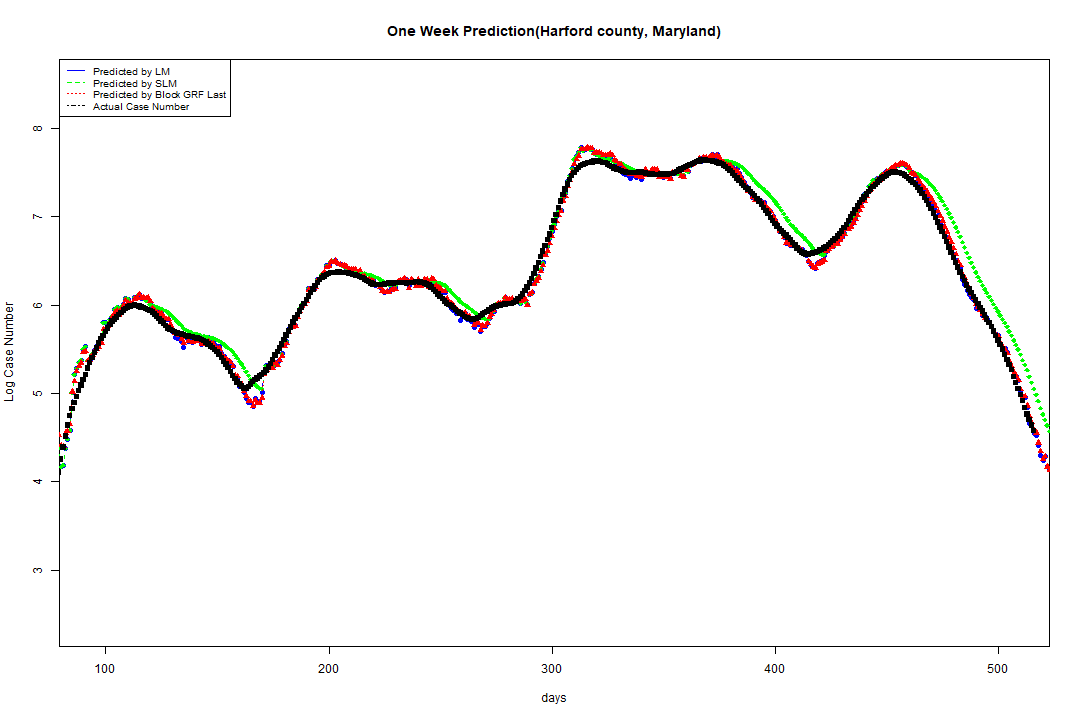 One Week Prediction(Harford county, Maryland)
Predicted by LM
Predicted by SLM
Predicted by Block GRF Last
Actual Case Number
8
7
6
5
4
3
Log Case Number
100 200 300 400 500
days